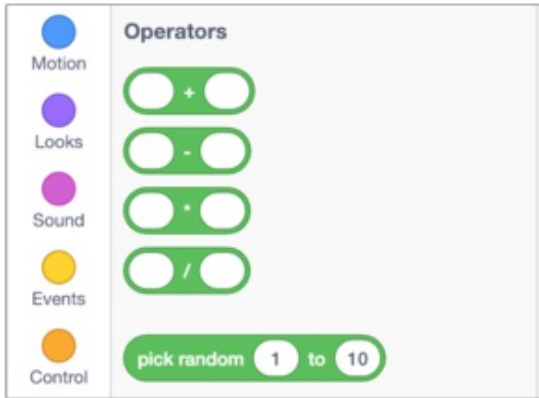 Operators
Motion
+
Looks
-
Sound
*
/
Events
pick random 1 to 10
Control